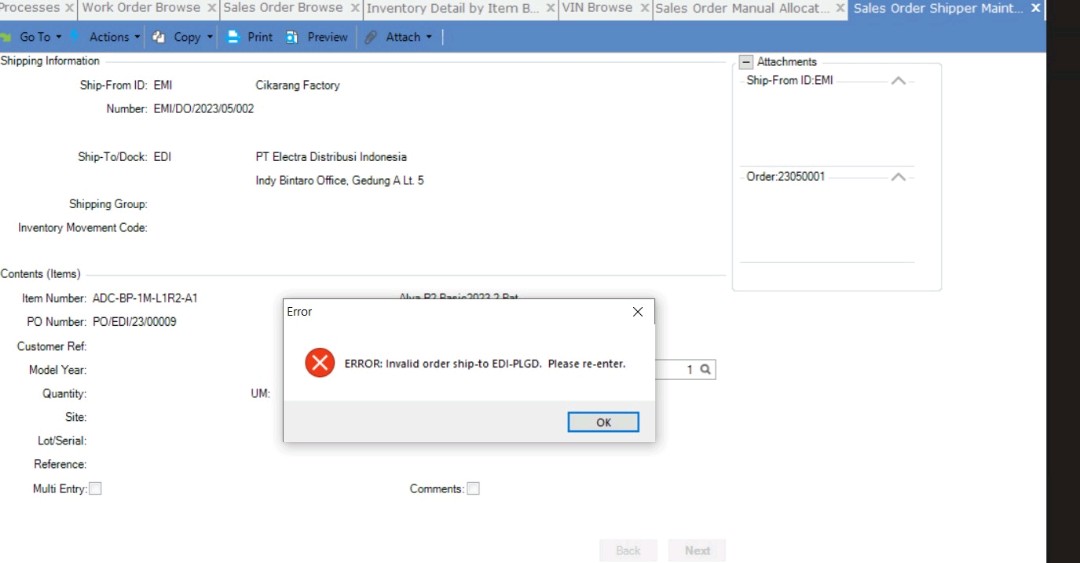 Processes X Work Order Browse X Sales Order Browse X Inventory Detail by Item B... X VIN Browse X Sales Order Manual Allocat... X Sales Order Shipper Maint... X
Go To Actions Copy Print Preview Attach
Shipping Information
Attachments
Ship-From ID: EMI Cikarang Factory
Ship-From ID:EMI
Number: EMI/DO/2023/05/002
Ship-To/Dock: EDI PT Electra Distribusi Indonesia
Indy Bintaro Office, Gedung A Lt. 5
Order:23050001
Shipping Group:
Inventory Movement Code:
Contents (Items)
Item Number: ADC-BP-1M-L1R2-A1
PO Number: PO/EDI/23/00009
Customer Ref:
Model Year:
1
Quantity: UM:
Site:
Lot/Serial:
Reference:
Multi Entry: Comments:
Error
ERROR: Invalid order ship-to EDI-PLGD. Please re-enter.
OK
Back Next